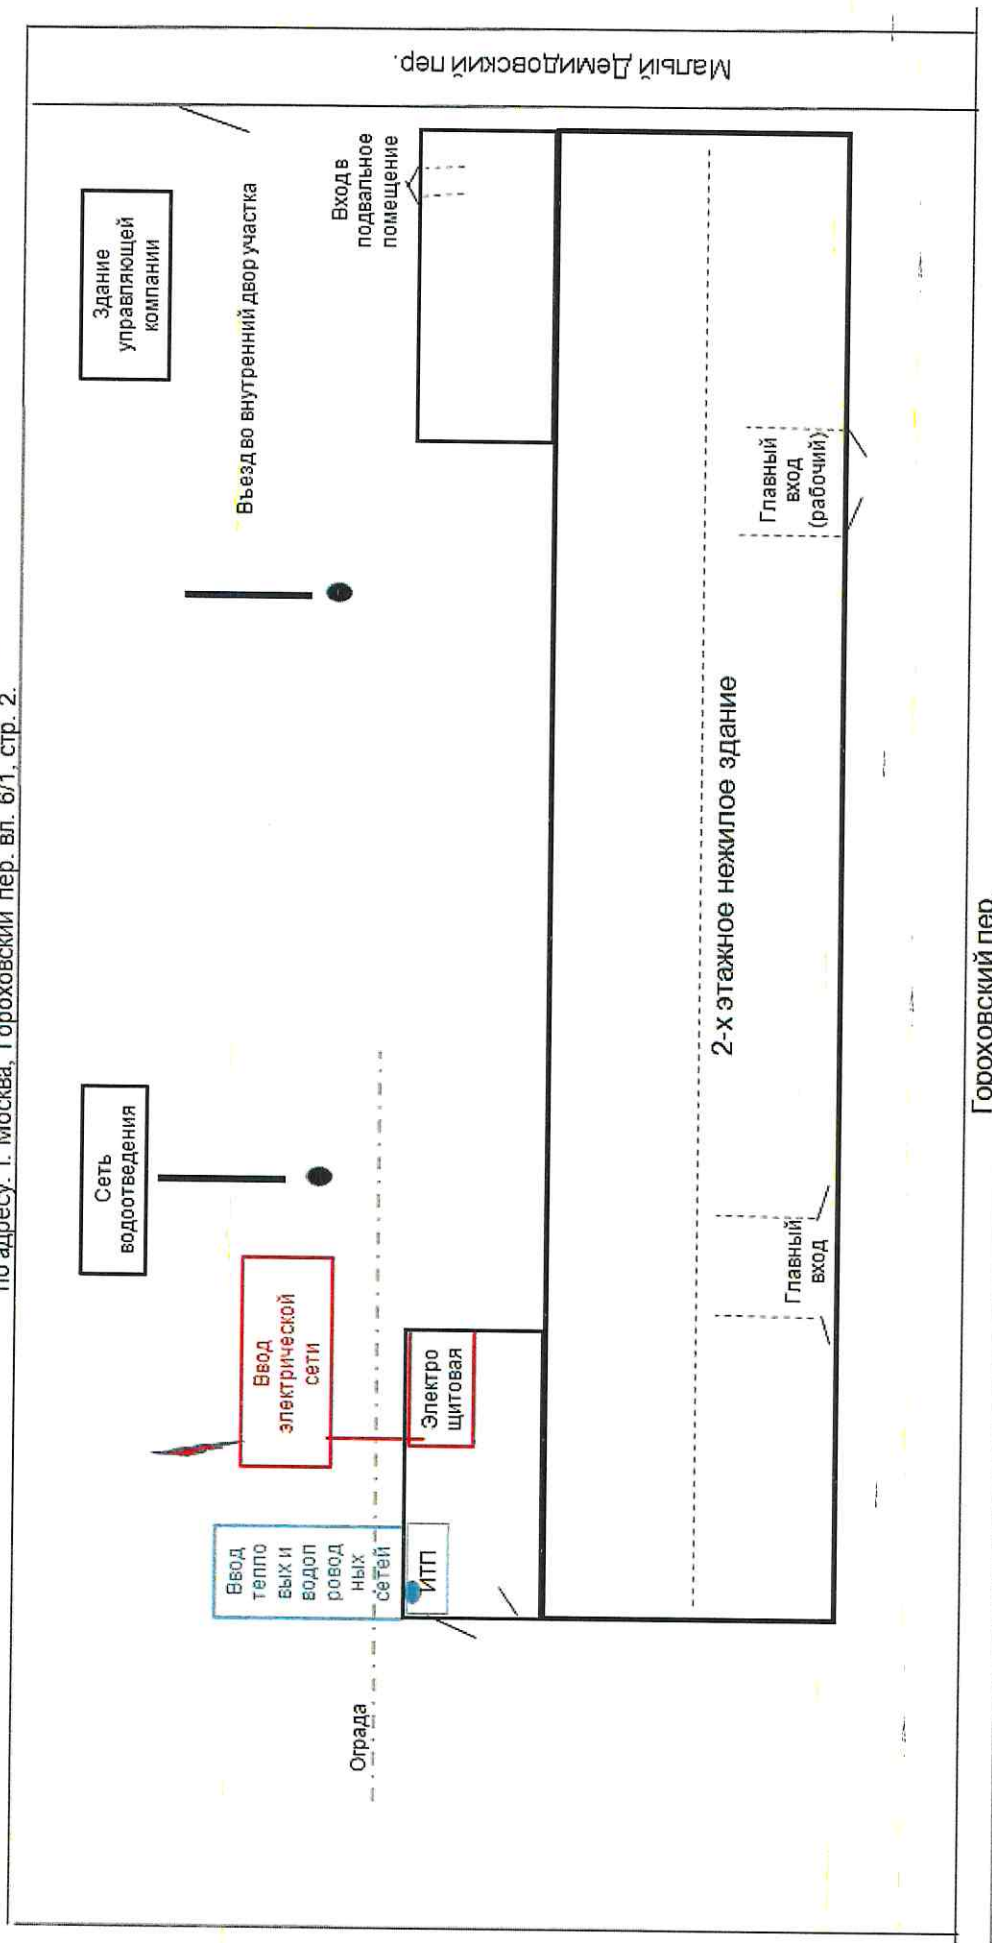 по адресу: г. Москва, Гороховский пер. вл. 6/1, стр. 2.
Здание
управляющей
компании
Малый Демидовский пер.
Въезд во внутренний двор участка
Вход в
подвальное
помещение
Сеть
водоотведения
Ввод
электрической
сети
Ввод
тепло
вых и
водоп
ровод
ных
сетей
Ограда
ИТП
Электро
щитовая
2-х этажное нежилое здание
Главный
вход
Главный
вход
(рабочий)
Гороховский пер